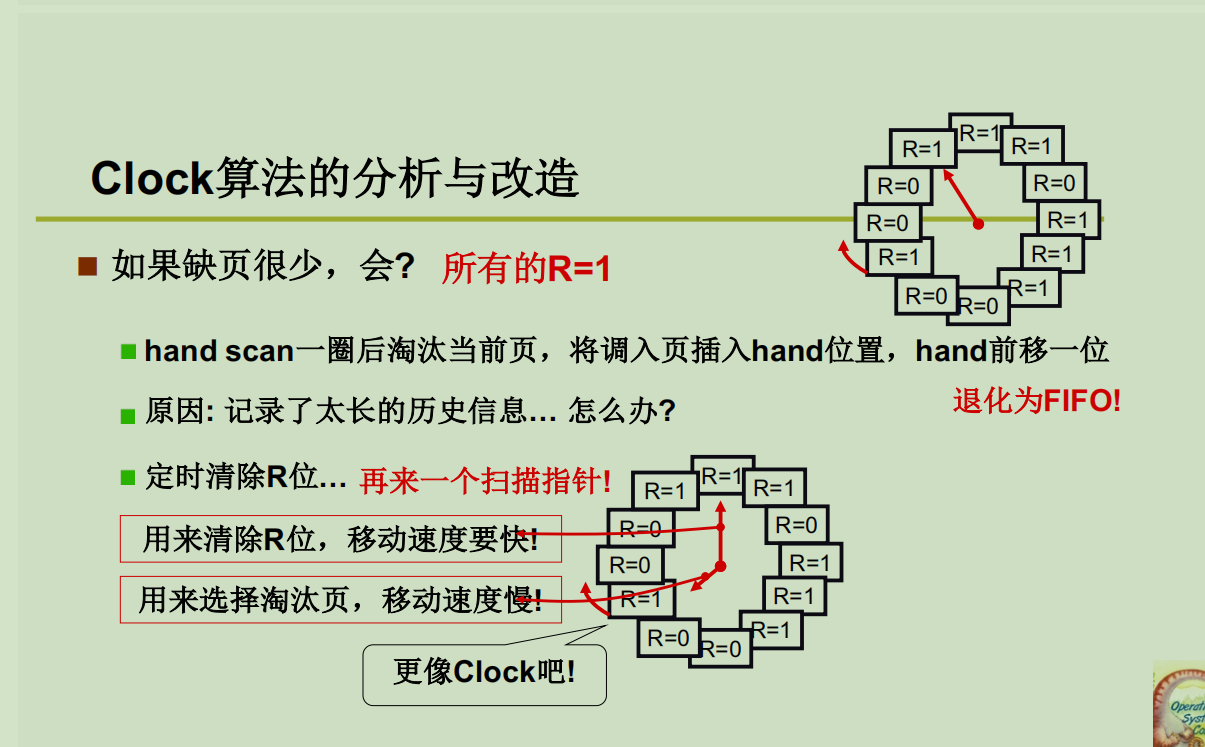 Clock算法的分析与改造
R=1
R=1
R=1
R=0
R=0
R=0
R=1
R=1
R=1
R=0
R=1
R=0
如果缺页很少，会? 所有的R=1
hand scan一圈后淘汰当前页，将调入页插入hand位置，hand前移一位
退化为FIFO!
原因: 记录了太长的历史信息… 怎么办?
定时清除R位… 再来一个扫描指针!
用来清除R位，移动速度要快!
用来选择淘汰页，移动速度慢!
R=1
R=1
R=1
R=0
R=0
R=0
R=1
R=1
R=1
R=1
R=0
R=0
更像Clock吧!